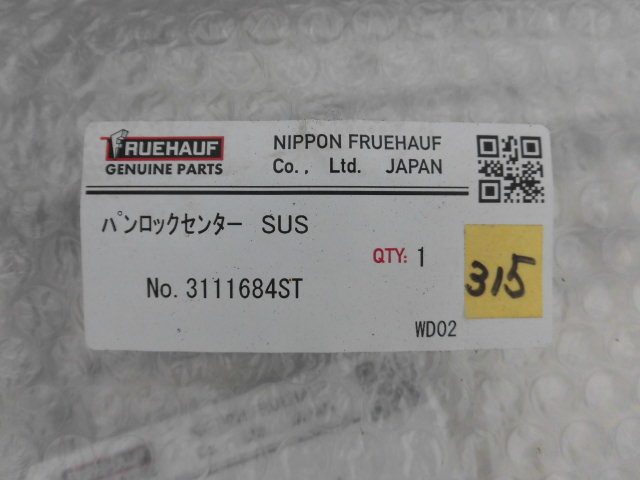 FRUEHAUF
GENUINE PARTS
NIPPON FRUEHAUF
Co., Ltd. JAPAN
パンロックセンター SUS
QTY: 1
No. 3111684ST
315
WD02